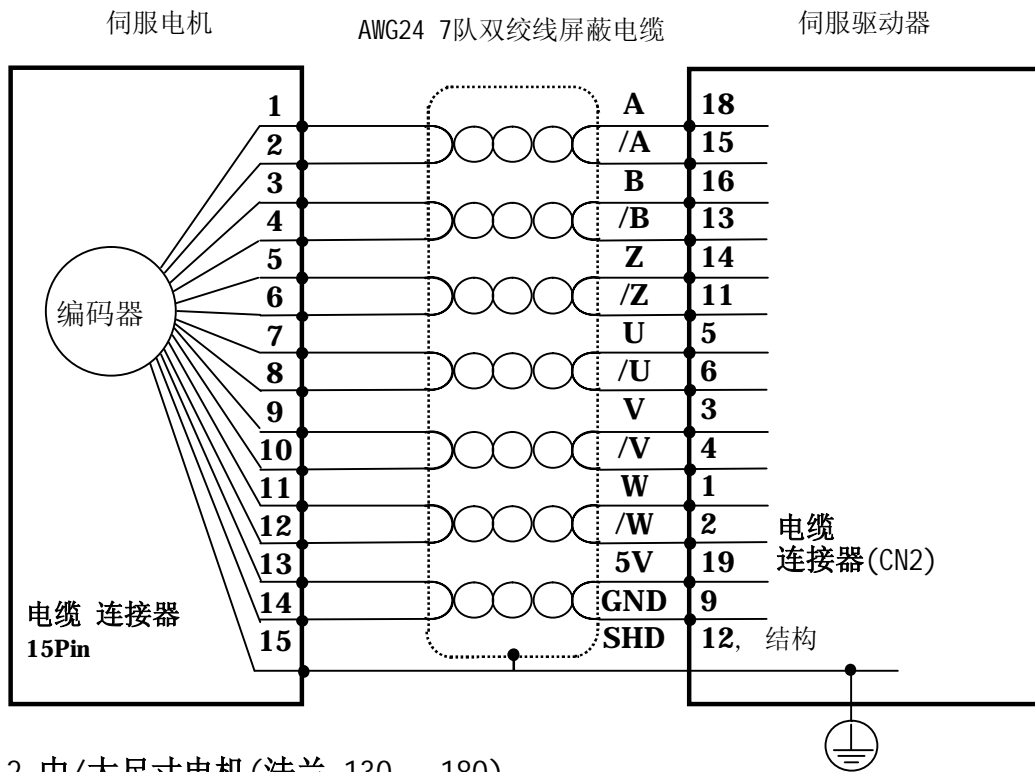 伺服电机
AWG24 7队双绞线屏蔽电缆
伺服驱动器
1 A 18
2 /A 15
3 B 16
4 /B 13
5 Z 14
6 /Z 11
编码器
7 U 5
8 /U 6
9 V 3
10 /V 4
11 W 1
12 /W 2
电缆
连接器(CN2)
13 5V 19
14 GND 9
15 SHD 12, 结构
电缆 连接器
15Pin